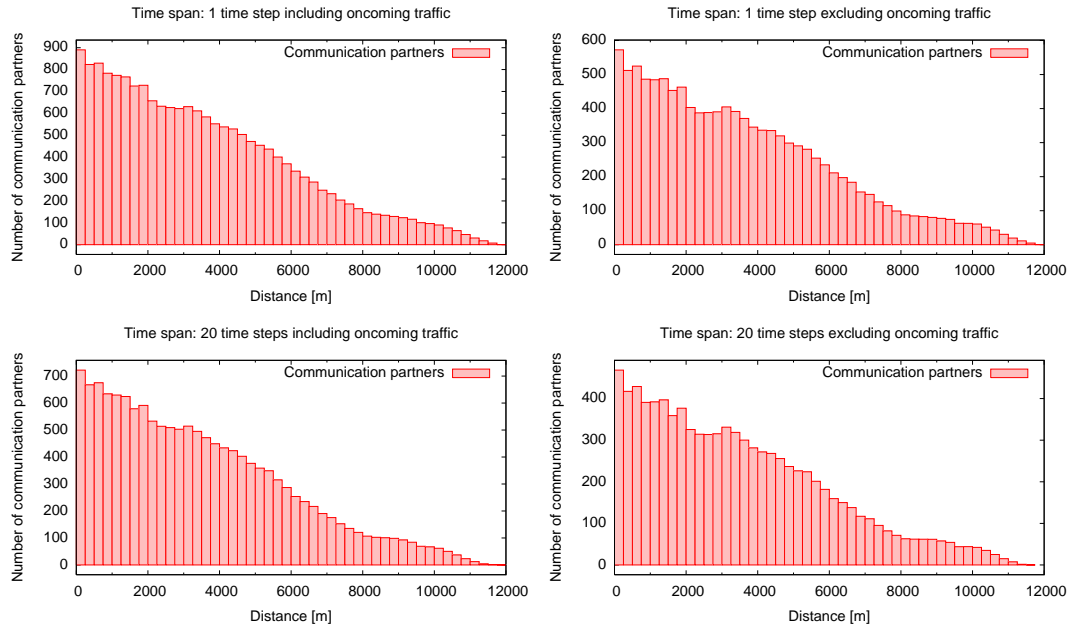 Time span: 1 time step including oncoming traffic
Number of communication partners
Communication partners
900
800
700
600
500
400
300
200
100
0
0 2000 4000 6000 8000 10000 12000
Distance [m]
Time span: 1 time step excluding oncoming traffic
Number of communication partners
Communication partners
600
500
400
300
200
100
0
0 2000 4000 6000 8000 10000 12000
Distance [m]
Time span: 20 time steps including oncoming traffic
Number of communication partners
Communication partners
700
600
500
400
300
200
100
0
0 2000 4000 6000 8000 10000 12000
Distance [m]
Time span: 20 time steps excluding oncoming traffic
Number of communication partners
Communication partners
400
300
200
100
0
0 2000 4000 6000 8000 10000 12000
Distance [m]